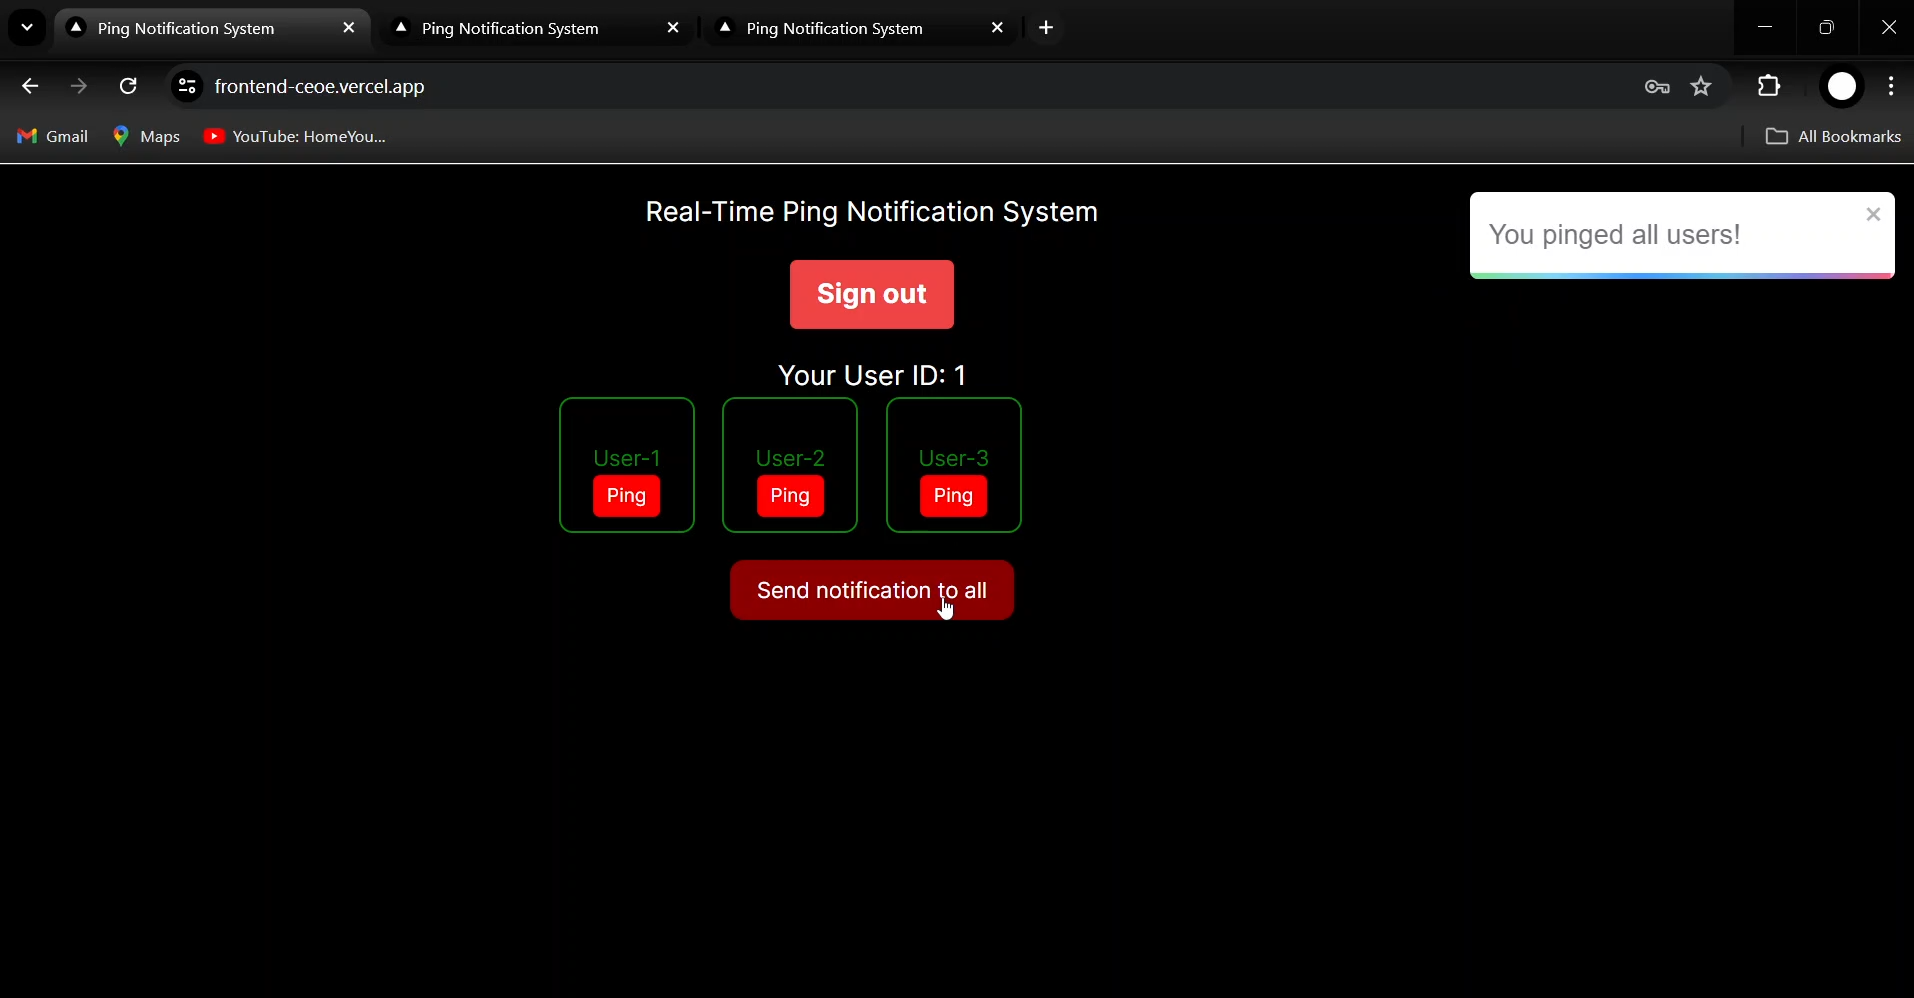 Ping Notification System
Ping Notification System
Ping Notification System
frontend-ceoe.vercel.app
Gmail
Maps
YouTube: HomeYou...
All Bookmarks
Real-Time Ping Notification System
You pinged all users!
Sign out
Your User ID: 1
User-1
User-2
User-3
Ping
Ping
Ping
Send notification to all